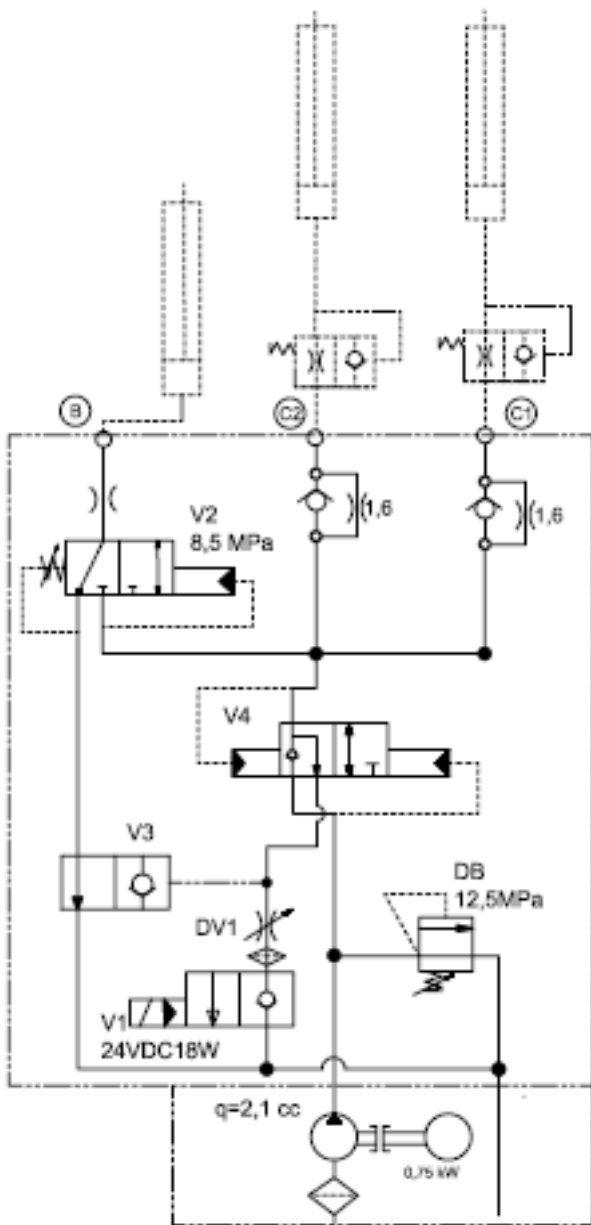 B
C2
C1
V2
8,5 MPa
1,6
1,6
V4
V3
DB
12,5MPa
DV1
V1
24VDC18W
q=2,1 cc
0,75 kW